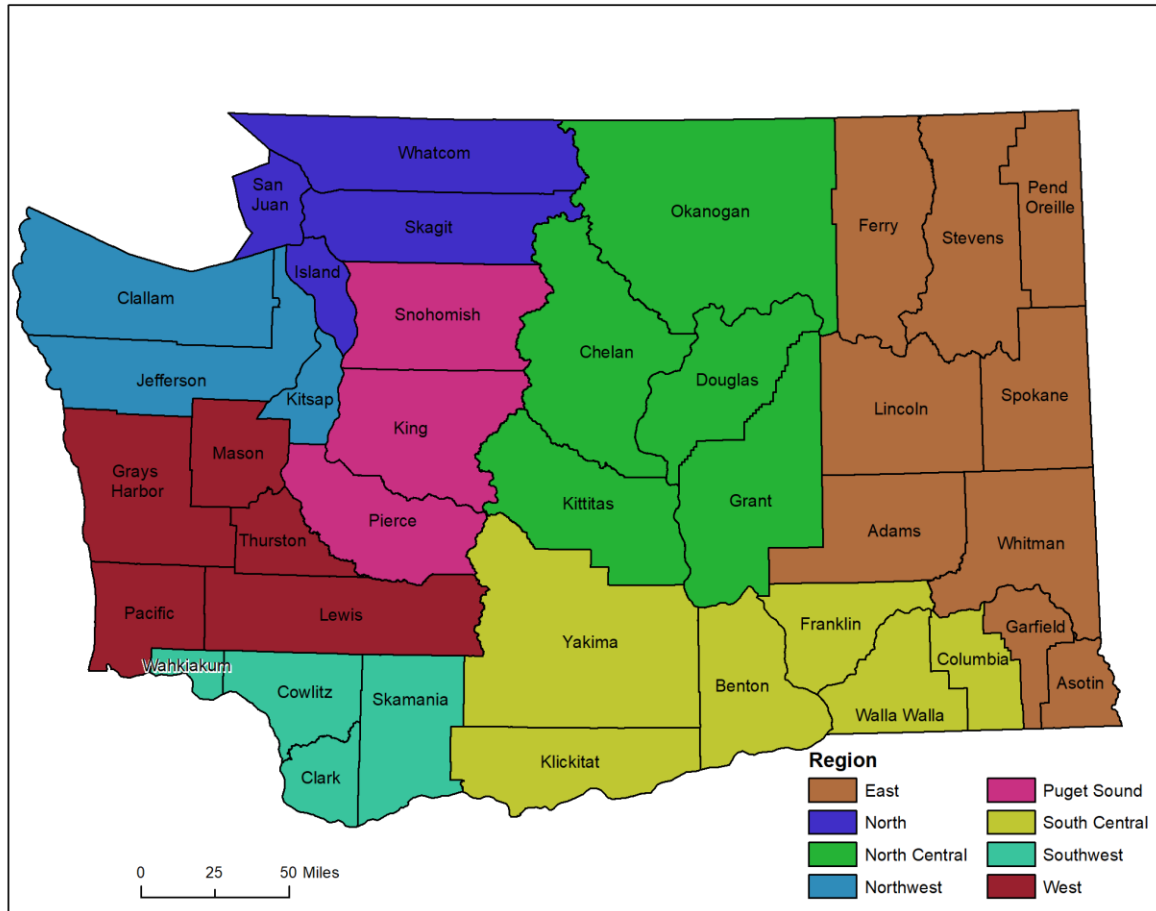 Whatcom
San
Juan
Skagit
Island
Okanogan
Ferry
Stevens
Pend
Oreille
Clallam
Snohomish
Chelan
Douglas
Jefferson
Kitsap
King
Lincoln
Spokane
Mason
Grays
Harbor
Kittitas
Grant
Pierce
Thurston
Adams
Whitman
Pacific
Lewis
Yakima
Franklin
Garfield
Wahkiakum
Columbia
Cowlitz
Skamania
Benton
Asotin
Walla Walla
Clark
Klickitat
Region
East
North
North Central
Northwest
Puget Sound
South Central
Southwest
West
0 25 50 Miles